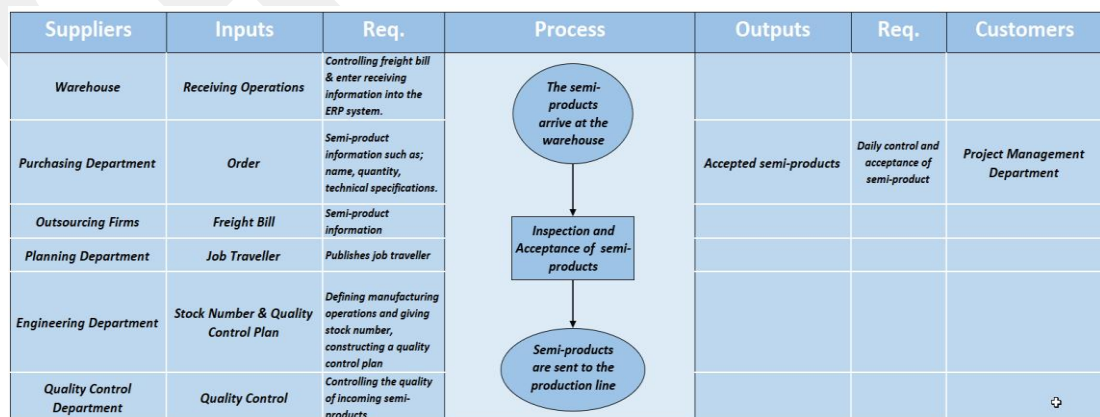 Suppliers
Inputs
Req.
Process
Outputs
Req.
Customers
Warehouse
Receiving Operations
Controlling freight bill
& enter receiving
information into the
ERP system.
The semi-
products
arrive at the
warehouse
Purchasing Department
Order
Semi-product
information such as;
name, quantity,
technical specifications.
Accepted semi-products
Daily control and
acceptance of
semi-product
Project Management
Department
Outsourcing Firms
Freight Bill
Semi-product
information
Inspection and
Acceptance of semi-
products
Planning Department
Job Traveller
Publishes job traveller
Engineering Department
Stock Number & Quality
Control Plan
Defining manufacturing
operations and giving
stock number,
constructing a quality
control plan
Semi-products
are sent to the
production line
Quality Control
Department
Quality Control
Controlling the quality
of incoming semi-
products